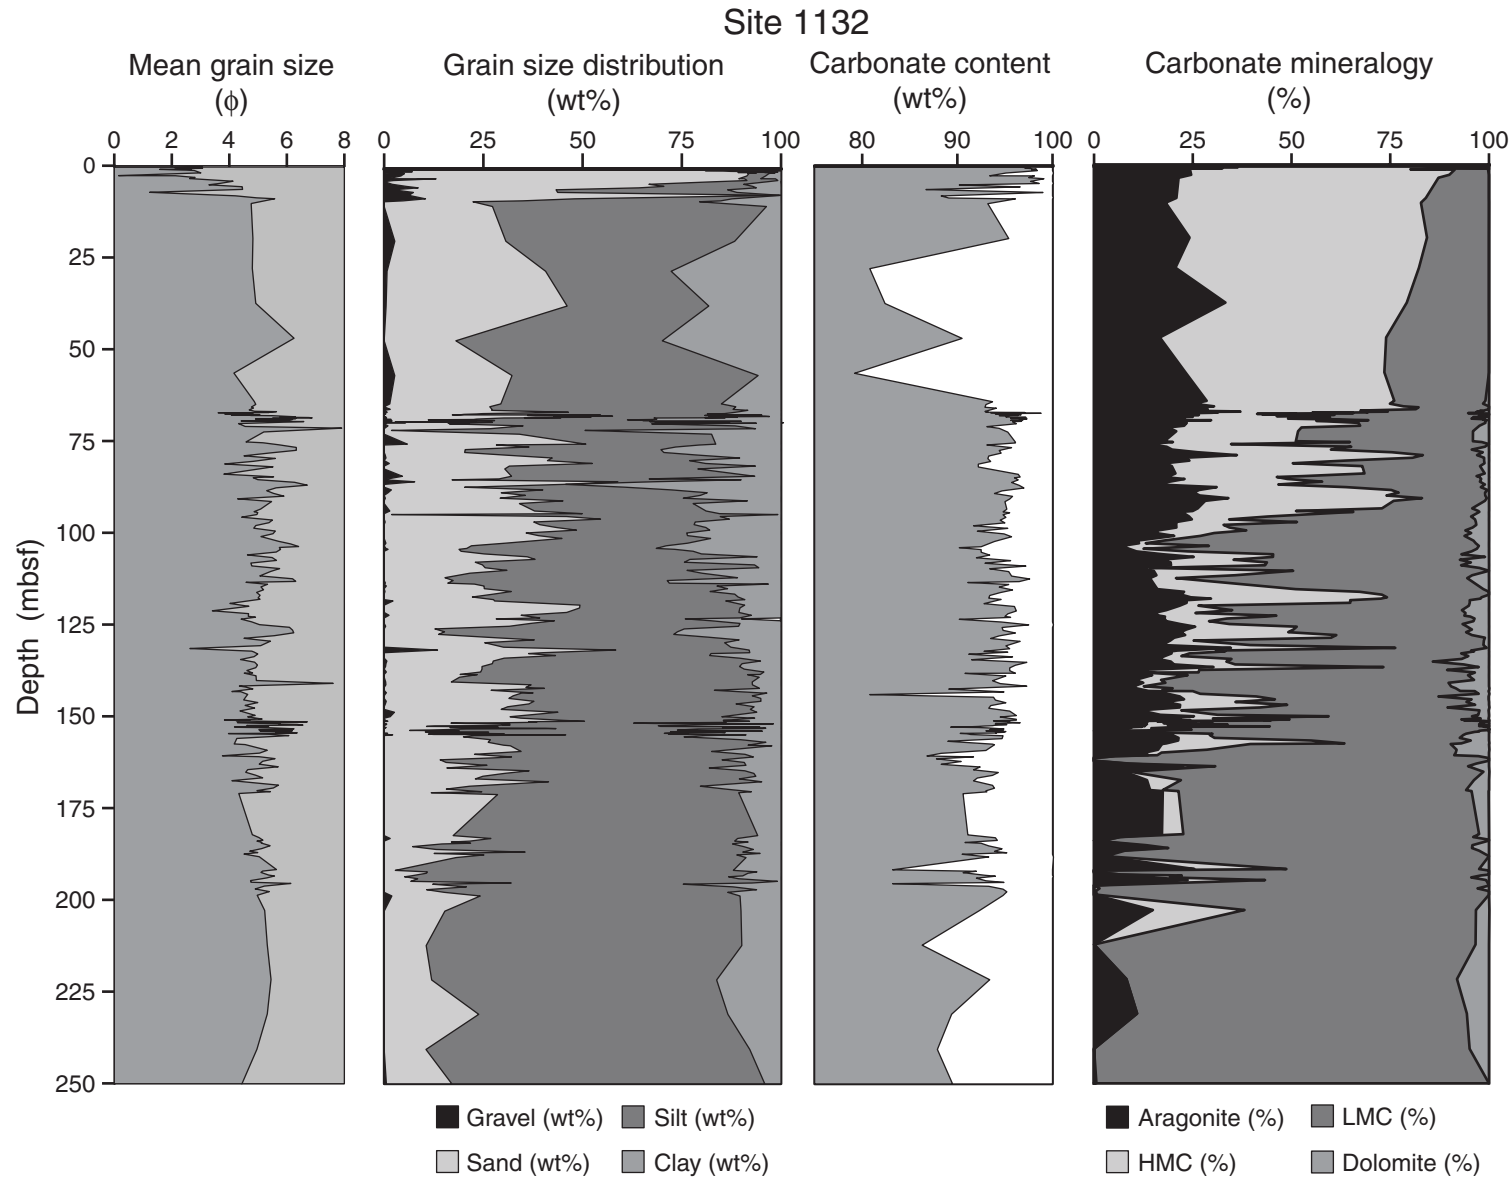 Site 1132
Mean grain size
(ϕ)
Grain size distribution
(wt%)
Carbonate content
(wt%)
Carbonate mineralogy
(%)
0 2 4 6 8
0 25 50 75 100
80 90 100
0 25 50 75 100
Depth (mbsf)
0
25
50
75
100
125
150
175
200
225
250
Gravel (wt%) Silt (wt%)
Sand (wt%) Clay (wt%)
Aragonite (%) LMC (%)
HMC (%) Dolomite (%)